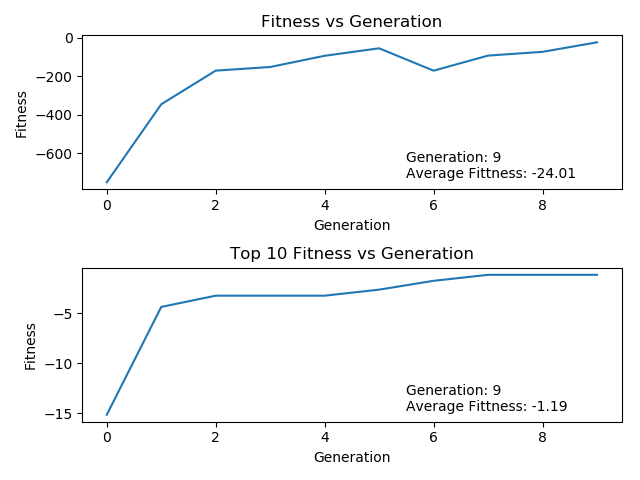 Fitness vs Generation
0
−200
−400
−600
Fitness
Generation: 9
Average Fittness: -24.01
0 2 4 6 8
Generation
Top 10 Fitness vs Generation
−5
−10
−15
Fitness
Generation: 9
Average Fittness: -1.19
0 2 4 6 8
Generation